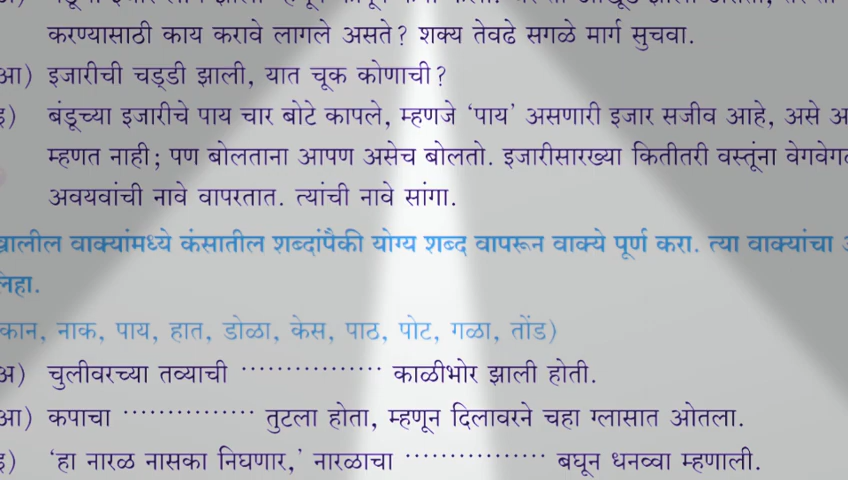 करण्यासाठी काय करावे लागले असते? शक्य तेवढे सगळे मार्ग सुचवा.
आ) इजारीची चड्डी झाली, यात चूक कोणाची?
इ) बंडूच्या इजारीचे पाय चार बोटे कापले, म्हणजे ‘पाय’ असणारी इजार सजीव आहे, असे
म्हणत नाही; पण बोलताना आपण असेच बोलतो. इजारीसारख्या कितीतरी वस्तूंना
अवयवांची नावे वापरतात. त्यांची नावे सांगा.
वाक्यांमध्ये कंसातील शब्दांपैकी योग्य शब्द वापरून वाक्ये पूर्ण करा. त्या वाक्यांचा
कान, नाक, पाय, हात, डोळा, केस, पाठ, पोट, गळा, तोंड)
अ) चुलीवरच्या तव्याची ................ काळीभोर झाली होती.
आ) कपाचा ............... तुटला होता, म्हणून दिलावरने चहा ग्लासात ओतला.
इ) ‘हा नारळ नासका निघणार,’ नारळाचा ................ बघून धनव्वा म्हणाली.